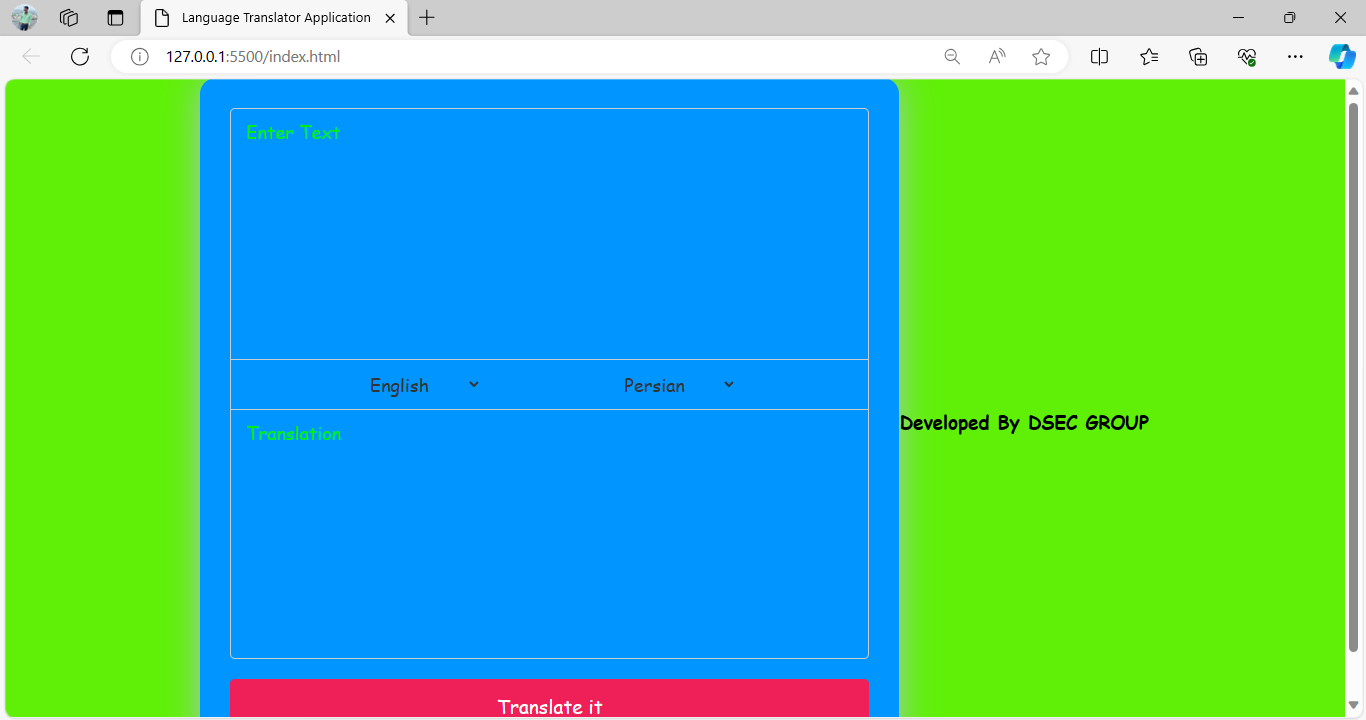 Language Translator Application
127.0.0.1:5500/index.html
Enter Text
English Persian
Translation
Developed By DSEC GROUP
Translate it